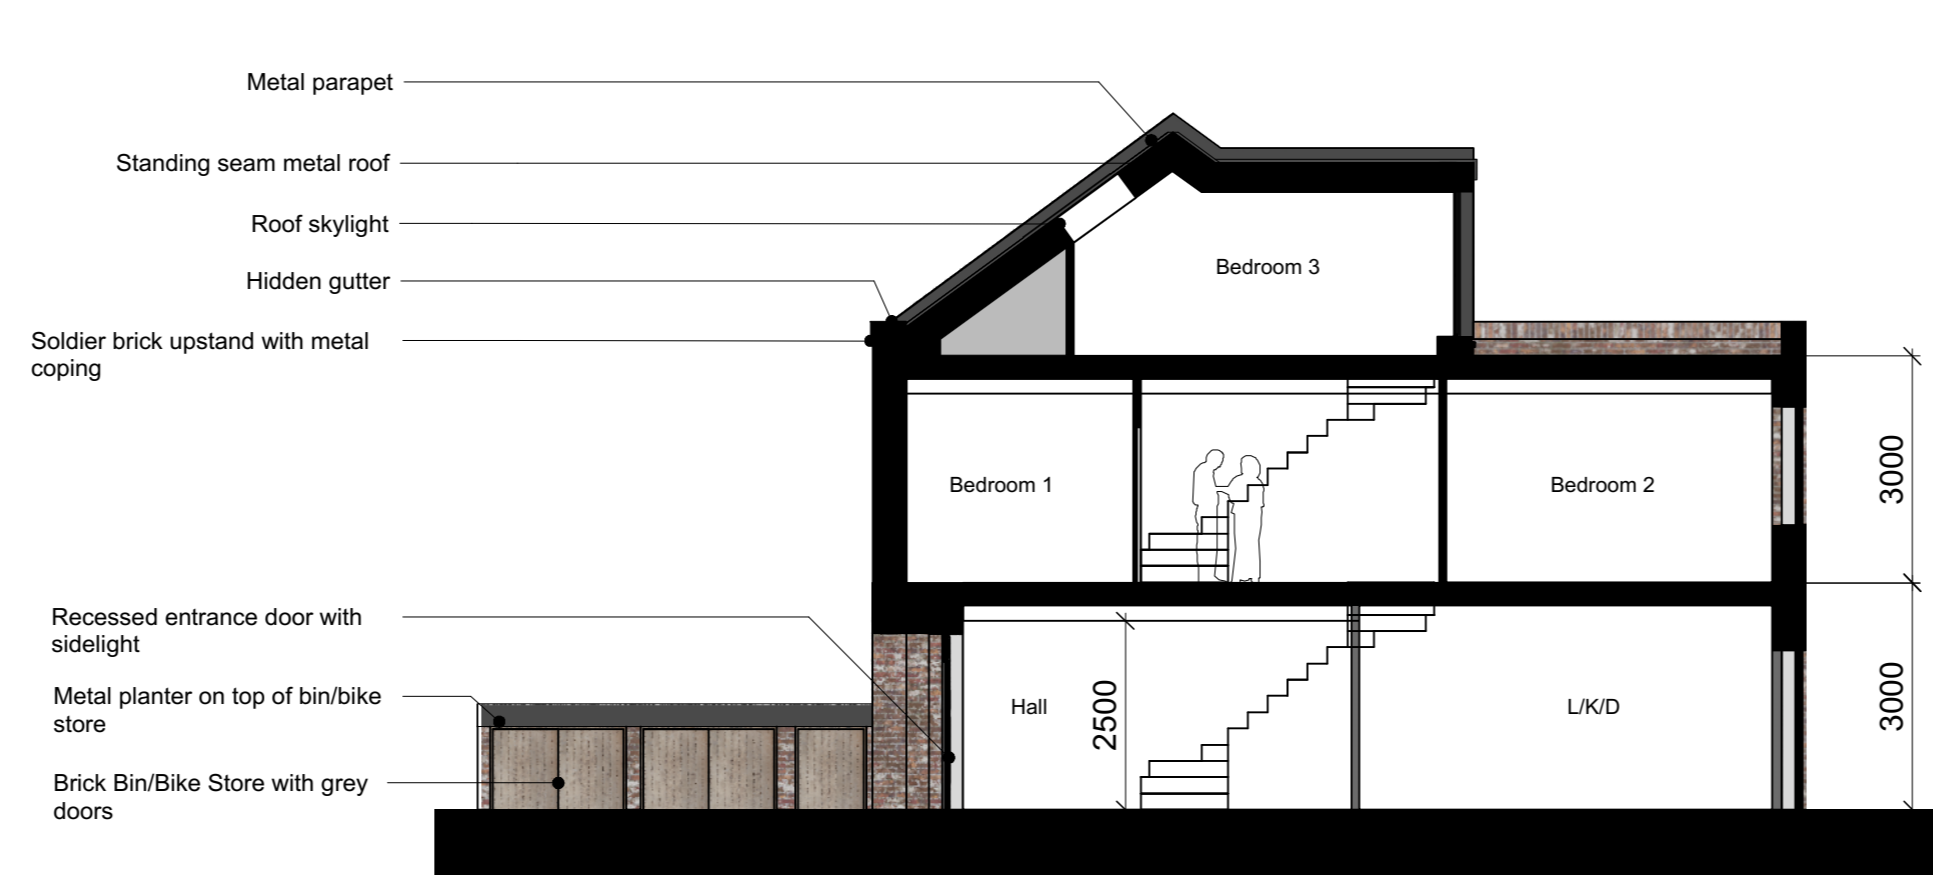 Metal parapet
Standing seam metal roof
Roof skylight
Hidden gutter
Soldier brick upstand with metal
coping
Bedroom 3
Bedroom 1
Bedroom 2
3000
Recessed entrance door with
sidelight
Metal planter on top of bin/bike
store
Brick Bin/Bike Store with grey
doors
Hall
2500
L/K/D
3000